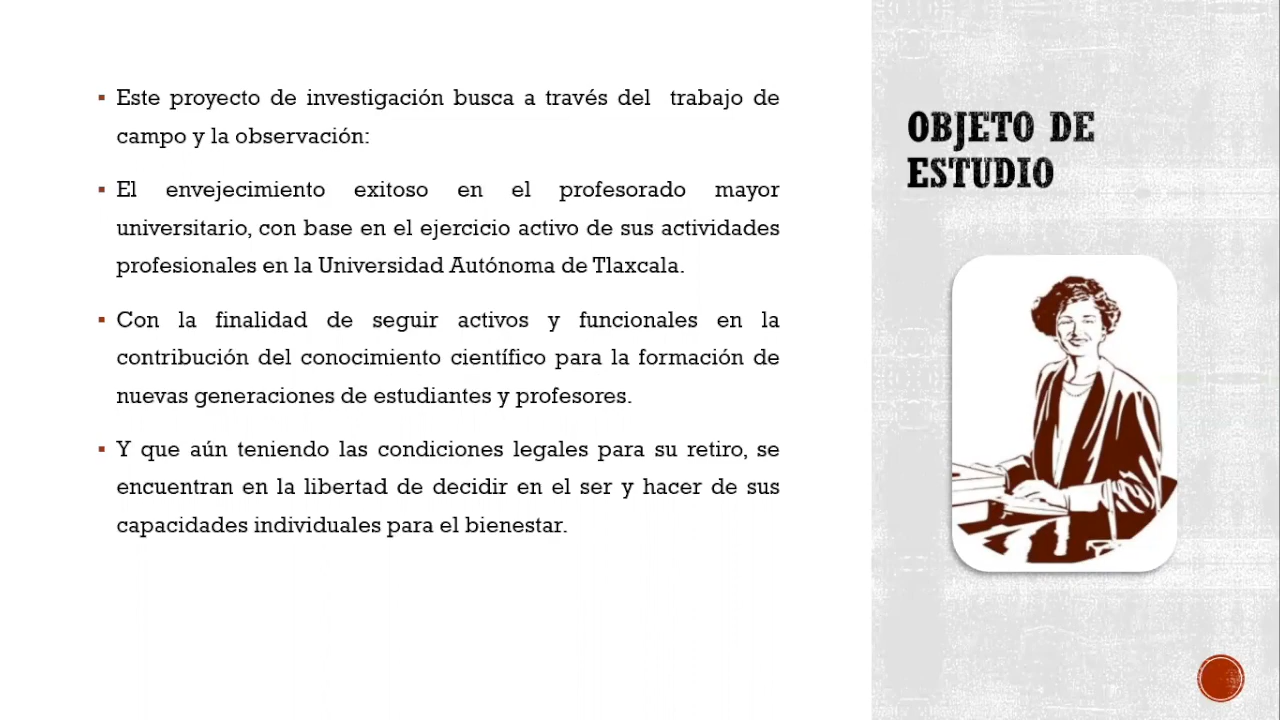 Este proyecto de investigación busca a través del trabajo de
campo y la observación:
El envejecimiento exitoso en el profesorado mayor
universitario, con base en el ejercicio activo de sus actividades
profesionales en la Universidad Autónoma de Tlaxcala.
Con la finalidad de seguir activos y funcionales en la
contribución del conocimiento científico para la formación de
nuevas generaciones de estudiantes y profesores.
Y que aún teniendo las condiciones legales para su retiro, se
encuentran en la libertad de decidir en el ser y hacer de sus
capacidades individuales para el bienestar.
OBJETO DE
ESTUDIO